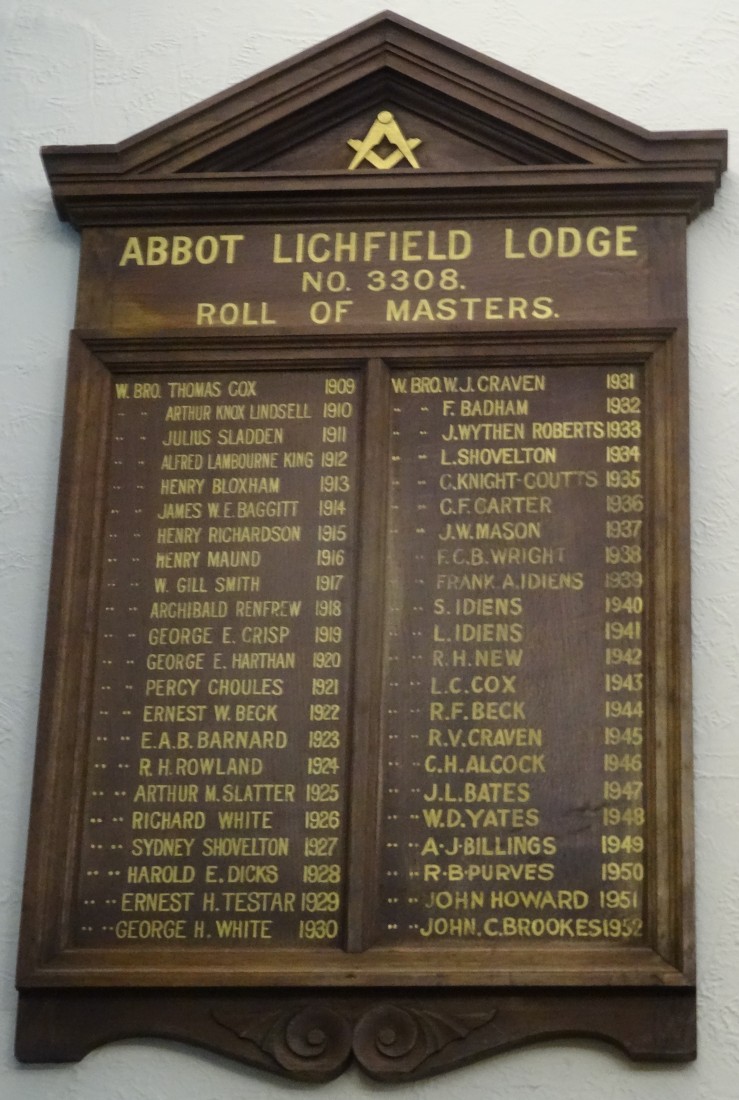 ABBOT LICHFIELD LODGE
NO. 3308.
ROLL OF MASTERS.
W. BRO. THOMAS COX 1909
" " ARTHUR KNOX LINDSELL 1910
" " JULIUS SLADDEN 1911
" " ALFRED LAMBOURNE KING 1912
" " HENRY BLOXHAM 1913
" " JAMES W. E. BAGGITT 1914
" " HENRY RICHARDSON 1915
" " HENRY MAUND 1916
" " W. GILL SMITH 1917
" " ARCHIBALD RENFREW 1918
" " GEORGE E. CRISP 1919
" " GEORGE E. HARTHAN 1920
" " PERCY CHOULES 1921
" " ERNEST W. BECK 1922
" " E.A.B. BARNARD 1923
" " R.H. ROWLAND 1924
" " ARTHUR M. SLATTER 1925
" " RICHARD WHITE 1926
" " SYDNEY SHOVELTON 1927
" " HAROLD E. DICKS 1928
" " ERNEST H. TESTAR 1929
" " GEORGE H. WHITE 1930
W. BRO. W.J. CRAVEN 1931
" " F. BADHAM 1932
" " J. WYTHEN ROBERTS 1933
" " L. SHOVELTON 1934
" " C. KNIGHT-COUTTS 1935
" " C.F. CARTER 1936
" " J.W. MASON 1937
" " F.C.B. WRIGHT 1938
" " FRANK. A. IDIENS 1939
" " S. IDIENS 1940
" " L. IDIENS 1941
" " R.H. NEW 1942
" " L.C. COX 1943
" " R.F. BECK 1944
" " R.V. CRAVEN 1945
" " C.H. ALCOCK 1946
" " J.L. BATES 1947
" " W.D. YATES 1948
" " A·J·BILLINGS 1949
" " R·B·PURVES 1950
" " JOHN HOWARD 1951
" " JOHN. C. BROOKES 1952